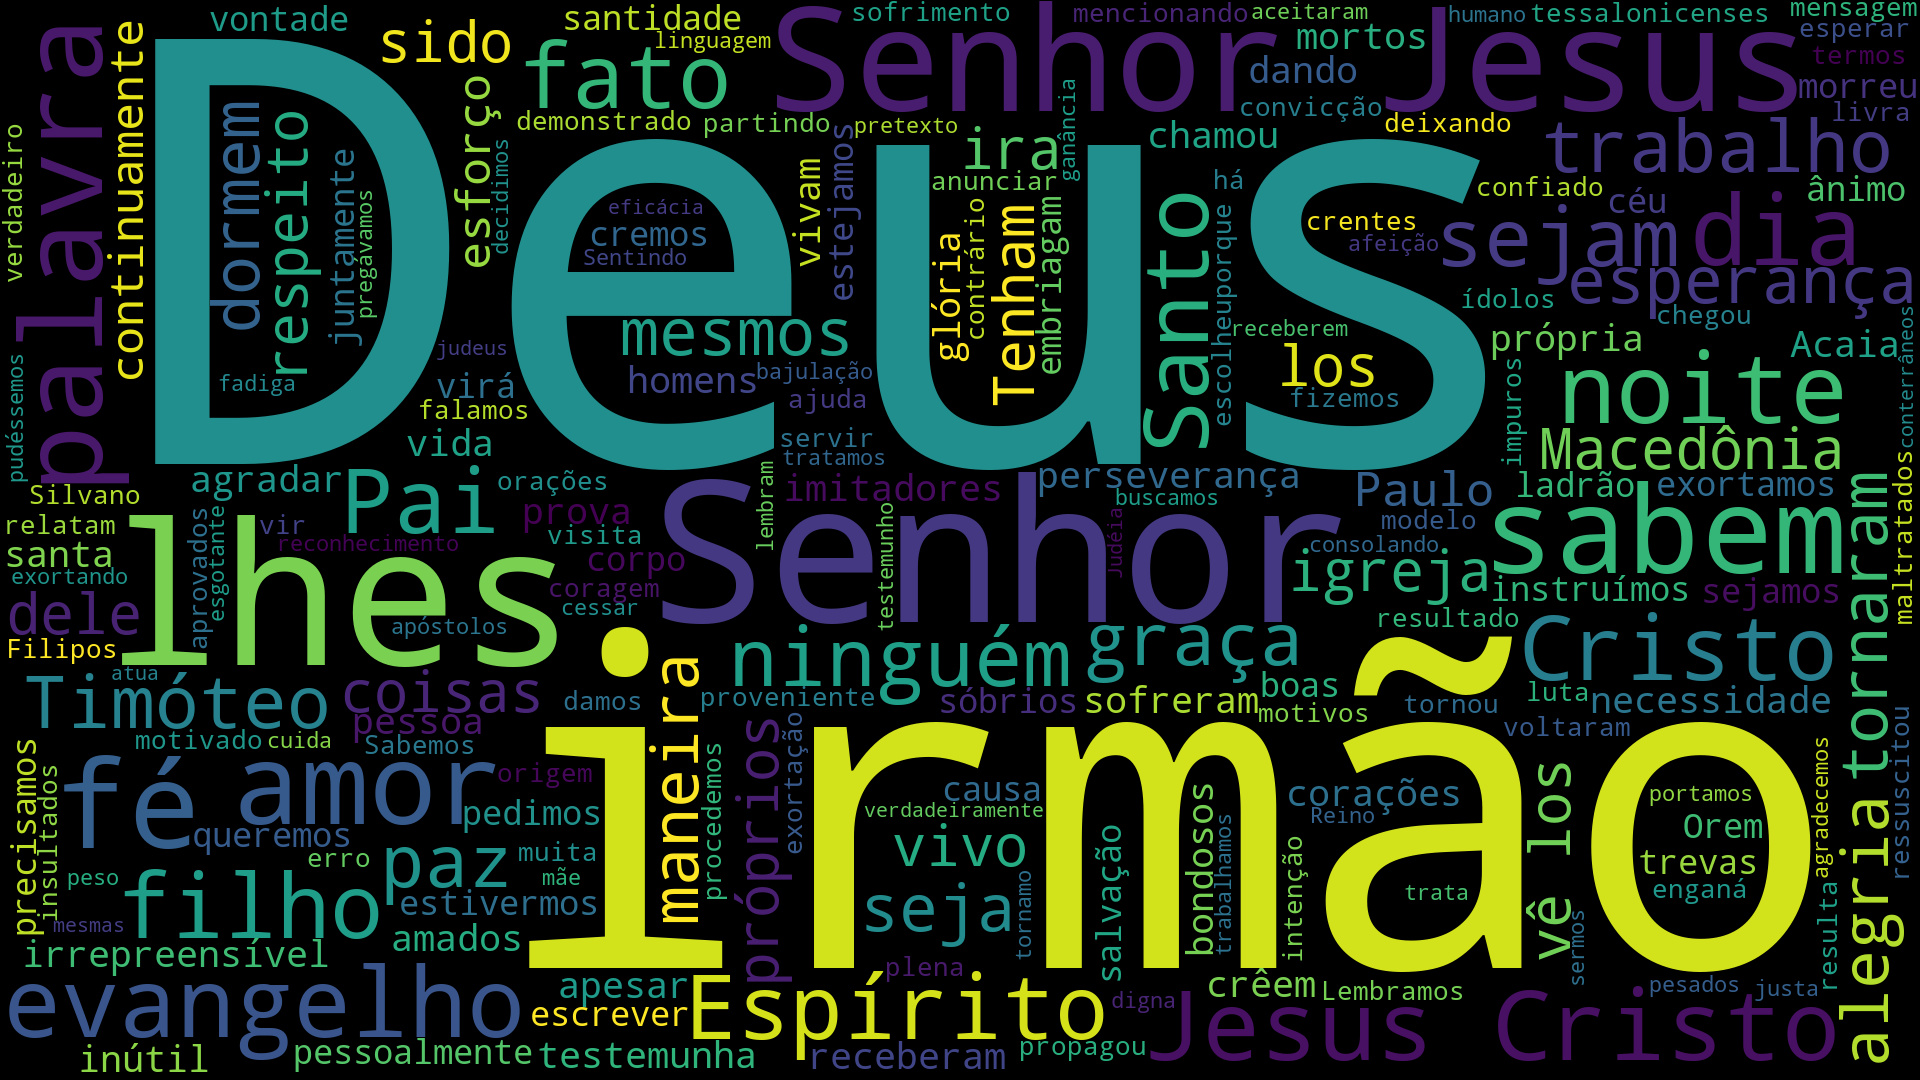 vontade
santidade
sofrimento
mencionando
aceitaram
humano
tessalonicenses
mensagem
esperar
termos
palavra
continuamente
sido
linguagem
fato
Senhor
Jesus
mortos
dando
convicção
morreu
livra
verdadeiro
Deus
dormem
respeito
juntamente
pregávamos
esforço
decidimos
demonstrado
partindo
pretexto
ira
ganância
chamou
deixando
trabalho
ânimo
eficácia
cremos
Sentindo
vivam
estejamos
anunciar
glória
contrário
Tenham
embriagam
Santo
há
escolheu
porque
crentes
afeição
confiado
céu
sejam
dia
esperança
ídolos
chegou
conterrâneos
pudéssemos
fadiga
judeus
virá
falamos
vida
mesmos
homens
bajulação
ajuda
receberem
los
fizemos
própria
Acaia
impuros
noite
Macedônia
servir
tratamos
Silvano
relatam
santa
exortando
agradar
vir
reconhecimento
aprovados
esgotante
Pai
orações
prova
visita
corpo
coragem
cessar
lembram
imitadores
perseverança
buscamos
Judéia
testemunho
Senhor
Paulo
modelo
consolando
igreja
ladrão
exortamos
sabem
instruímos
sejamos
maltratados
tornaram
dele
Filipos
lhes
apóstolos
atua
Timóteo
motivado
cuida
coisas
pessoa
Sabemos
damos
ninguém
graça
resultado
Cristo
proveniente
sóbrios
sofreram
boas
motivos
tornou
luta
necessidade
voltaram
irmão
maneira
procedemos
próprios
exortação
precisamos
insultados
fé
amor
queremos
origem
pedimos
erro
paz
muita
mãe
peso
mesmas
filho
estivermos
amados
irrepreensível
causa
verdadeiramente
vivo
seja
tornamo
salvação
bondosos
trabalhamos
intenção
corações
Reino
trata
vê los
sermos
portamos
Orem
trevas
enganá
agradecemos
resulta
alegria
ressuscitou
evangelho
inútil
pessoalmente
apesar
escrever
testemunha
Espírito
plena
receberam
propagou
digna
crêem
Lembramos
Jesus Cristo
pesados
justa